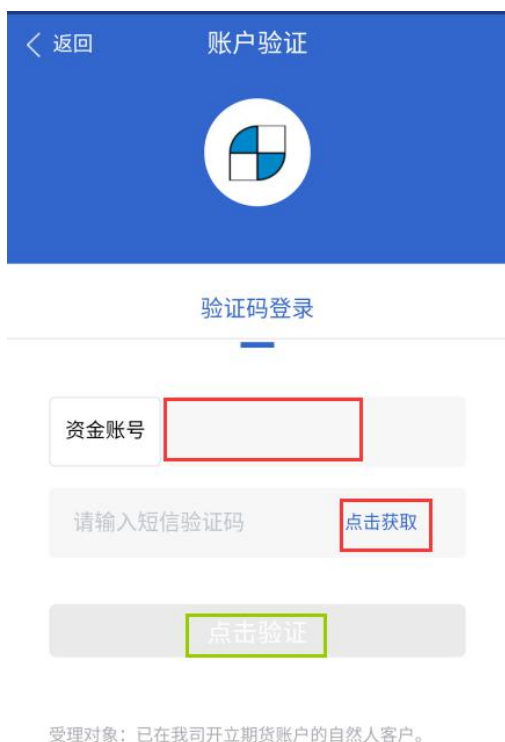 返回 账户验证
验证码登录
资金账号
请输入短信验证码 点击获取
点击验证
受理对象：已在我司开立期货账户的自然人客户。